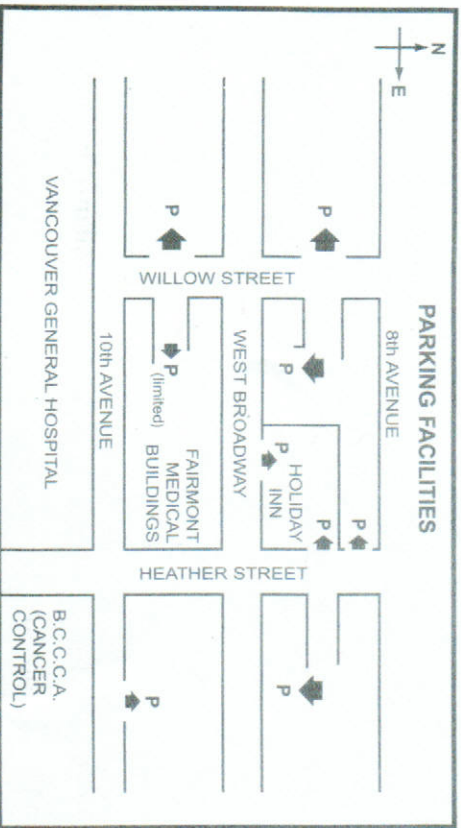 PARKING FACILITIES
N
E
8th AVENUE
P
P
P
P
P
P
HOLIDAY
INN
P
WEST BROADWAY
WILLOW STREET
HEATHER STREET
P
P
(limited)
FAIRMONT
MEDICAL
BUILDINGS
P
10th AVENUE
VANCOUVER GENERAL HOSPITAL
B.C.C.C.A.
(CANCER
CONTROL)